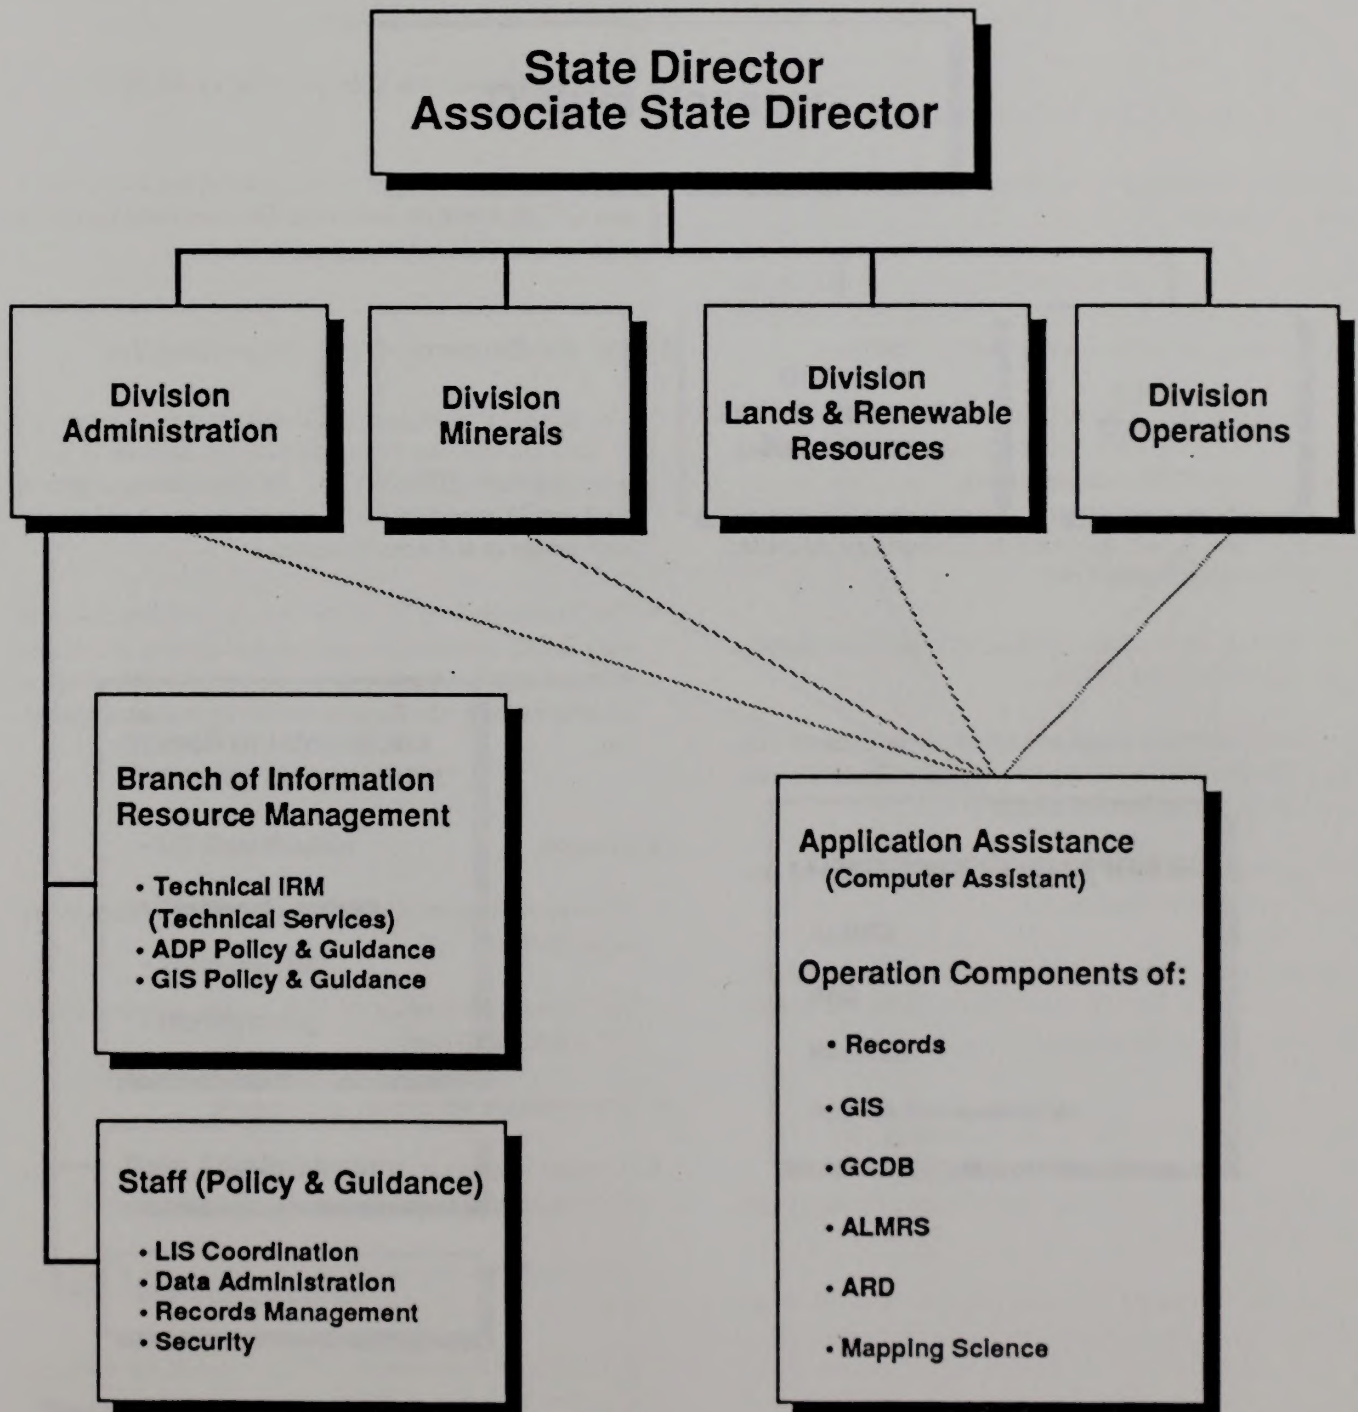 State Director
Associate State Director
Division
Administration
Division
Minerals
Division
Lands & Renewable
Resources
Division
Operations
Branch of Information
Resource Management
• Technical IRM
(Technical Services)
• ADP Policy & Guidance
• GIS Policy & Guidance
Staff (Policy & Guidance)
• LIS Coordination
• Data Administration
• Records Management
• Security
Application Assistance
(Computer Assistant)
Operation Components of:
• Records
• GIS
• GCDB
• ALMRS
• ARD
• Mapping Science